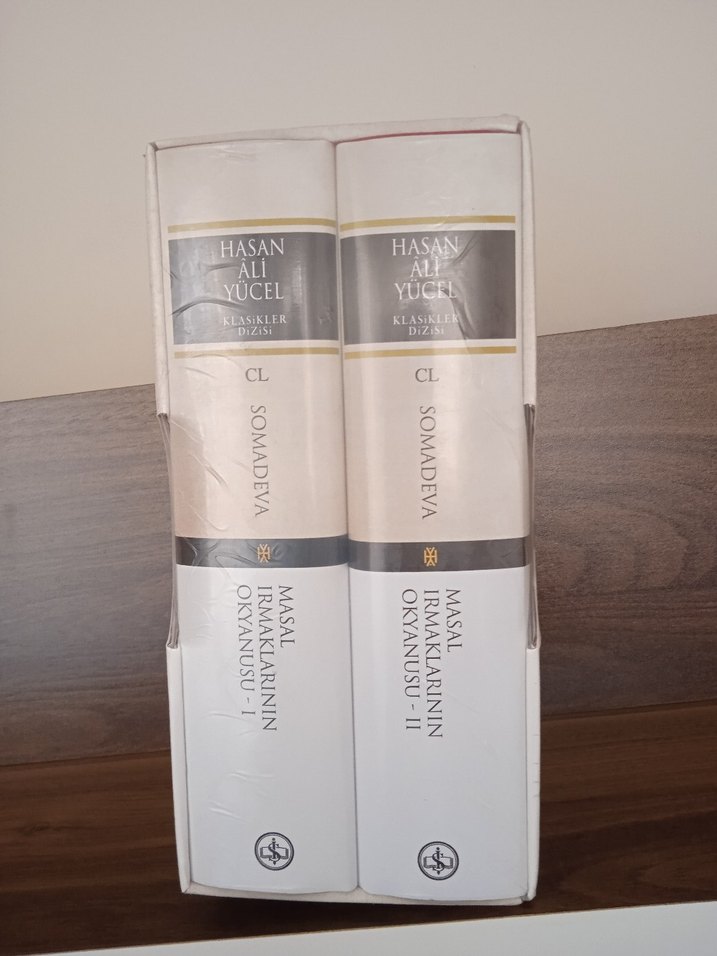 HASAN
ÂLİ
YÜCEL
KLASİKLER
DİZİSİ
CL
SOMADEVA
MASAL
IRMAKLARININ
OKYANUSU - I
HASAN
ÂLİ
YÜCEL
KLASİKLER
DİZİSİ
CL
SOMADEVA
MASAL
IRMAKLARININ
OKYANUSU - II